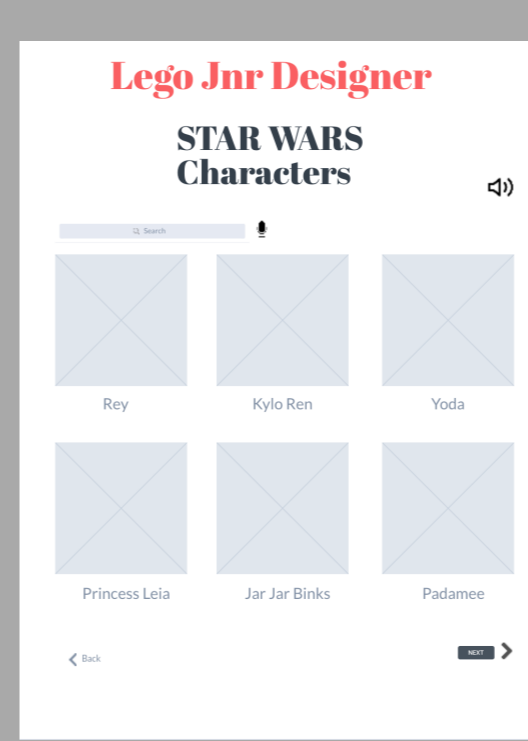 Lego Jnr Designer
STAR WARS
Characters
Search
Rey
Kylo Ren
Yoda
Princess Leia
Jar Jar Binks
Padamee
Back
NEXT